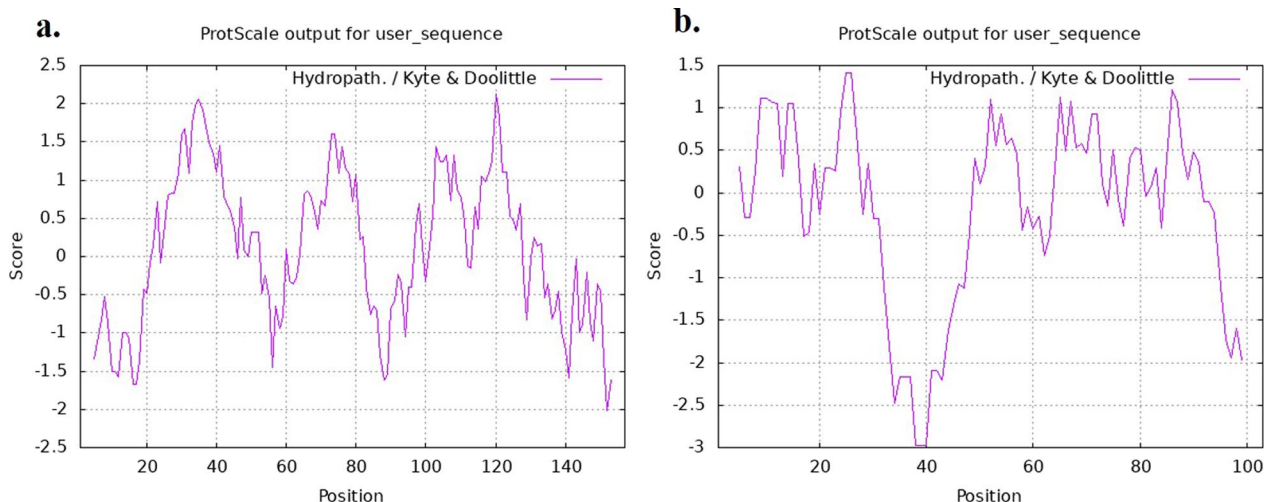 a.
ProtScale output for user_sequence
Hydropath. / Kyte & Doolittle
2.5
2
1.5
1
0.5
0
-0.5
-1
-1.5
-2
-2.5
Score
20 40 60 80 100 120 140
Position
b.
ProtScale output for user_sequence
Hydropath. / Kyte & Doolittle
1.5
1
0.5
0
-0.5
-1
-1.5
-2
-2.5
-3
Score
20 40 60 80 100
Position